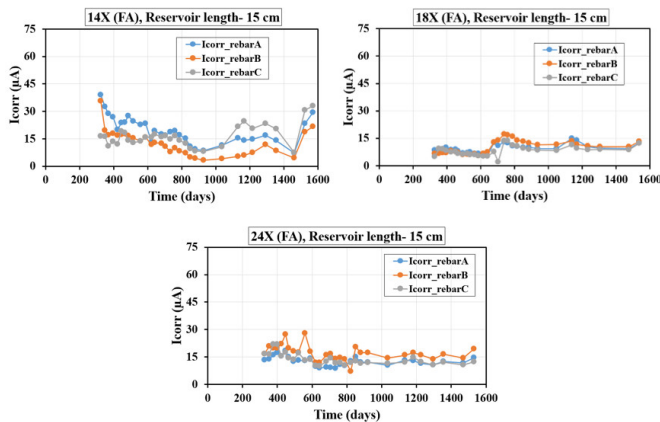 14X (FA), Reservoir length- 15 cm
75
60
45
30
15
0
Icorr (μA)
Icorr_rebarA
Icorr_rebarB
Icorr_rebarC
0 200 400 600 800 1000 1200 1400 1600
Time (days)
18X (FA), Reservoir length- 15 cm
75
60
45
30
15
0
Icorr (μA)
Icorr_rebarA
Icorr_rebarB
Icorr_rebarC
0 200 400 600 800 1000 1200 1400 1600
Time (days)
24X (FA), Reservoir length- 15 cm
75
60
45
30
15
0
Icorr (μA)
Icorr_rebarA
Icorr_rebarB
Icorr_rebarC
0 200 400 600 800 1000 1200 1400 1600
Time (days)